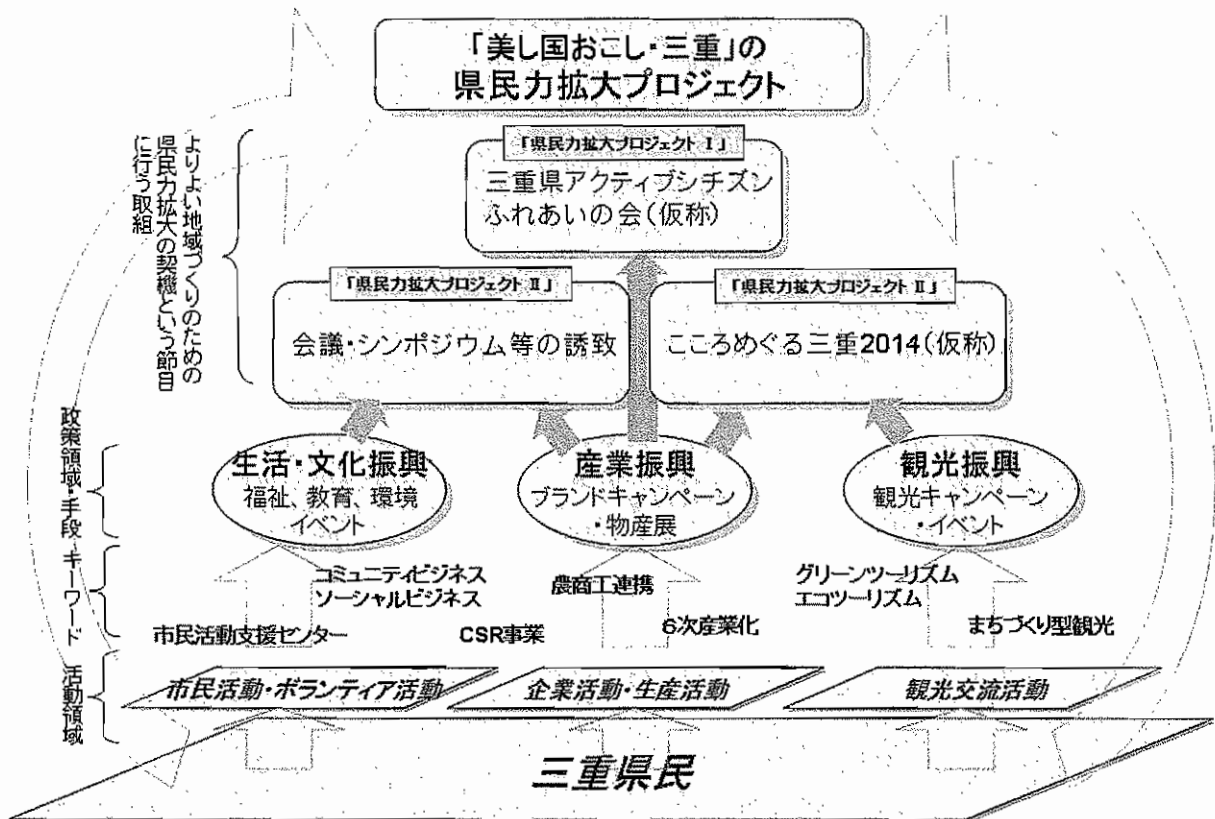 「美し国おこし・三重」の
県民力拡大プロジェクト
「県民力拡大プロジェクト Ⅰ」
三重県アクティブシチズン
ふれあいの会(仮称)
よりよい地域づくりのための
県民力拡大の契機という節目
に行う取組
「県民力拡大プロジェクト Ⅱ」
会議・シンポジウム等の誘致
「県民力拡大プロジェクト Ⅱ」
こころめぐる三重2014(仮称)
政策領域・手段
生活・文化振興
福祉、教育、環境
イベント
産業振興
ブランドキャンペーン
・物産展
観光振興
観光キャンペーン
・イベント
キーワード
コミュニティビジネス
ソーシャルビジネス
農商工連携
グリーンツーリズム
エコツーリズム
市民活動支援センター
CSR事業
6次産業化
まちづくり型観光
活動領域
市民活動・ボランティア活動
企業活動・生産活動
観光交流活動
三重県民